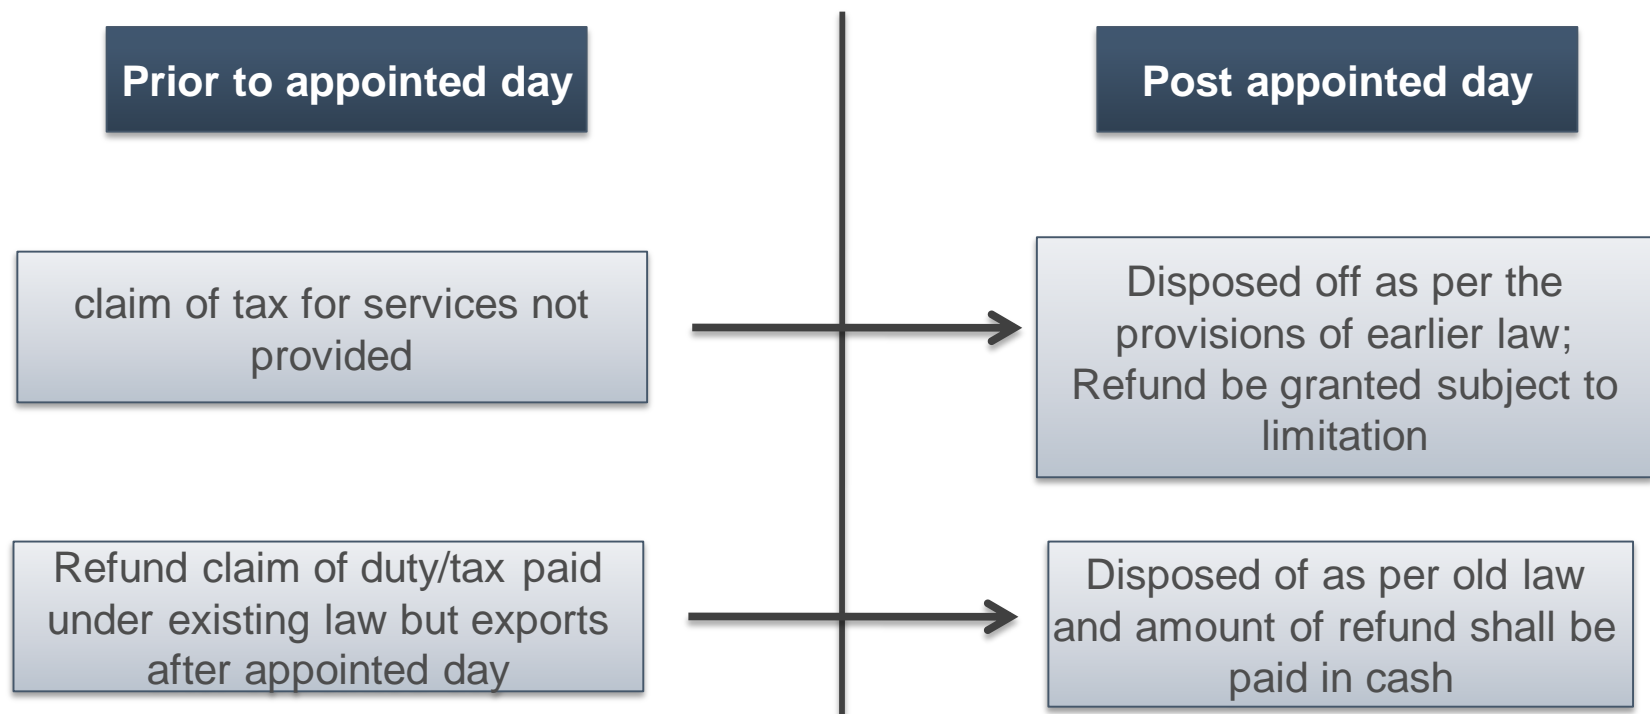 Prior to appointed day
Post appointed day
claim of tax for services not
provided
Disposed off as per the
provisions of earlier law;
Refund be granted subject to
limitation
Refund claim of duty/tax paid
under existing law but exports
after appointed day
Disposed of as per old law
and amount of refund shall be
paid in cash